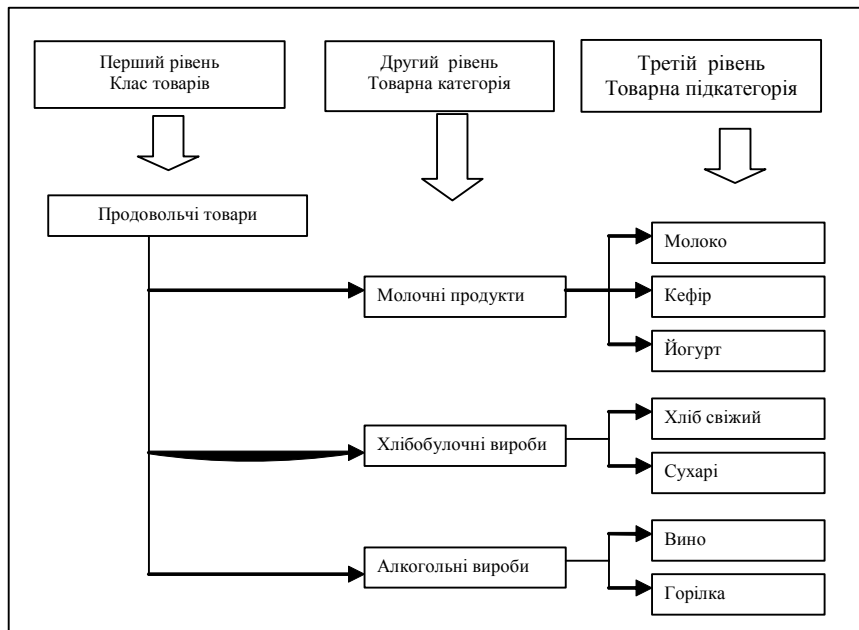 Перший рівень
Клас товарів
Другий рівень
Товарна категорія
Третій рівень
Товарна підкатегорія
Продовольчі товари
Молочні продукти
Молоко
Кефір
Йогурт
Хлібобулочні вироби
Хліб свіжий
Сухарі
Алкогольні вироби
Вино
Горілка